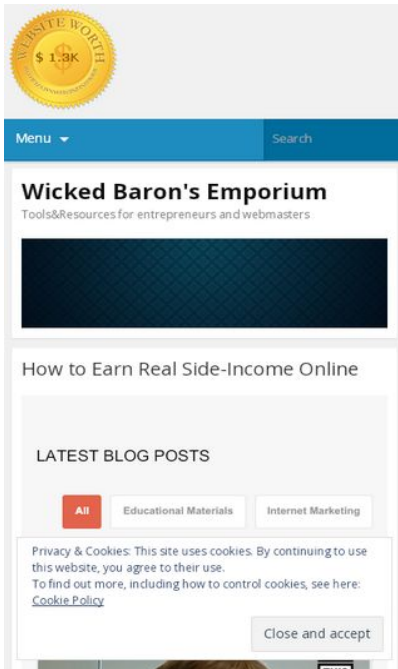 WEBSITE WORTH
$ 1.3K
Menu
Search
Wicked Baron's Emporium
Tools&Resources for entrepreneurs and webmasters
How to Earn Real Side-Income Online
LATEST BLOG POSTS
All
Educational Materials
Internet Marketing
Privacy & Cookies: This site uses cookies. By continuing to use
this website, you agree to their use.
To find out more, including how to control cookies, see here:
Cookie Policy
Close and accept